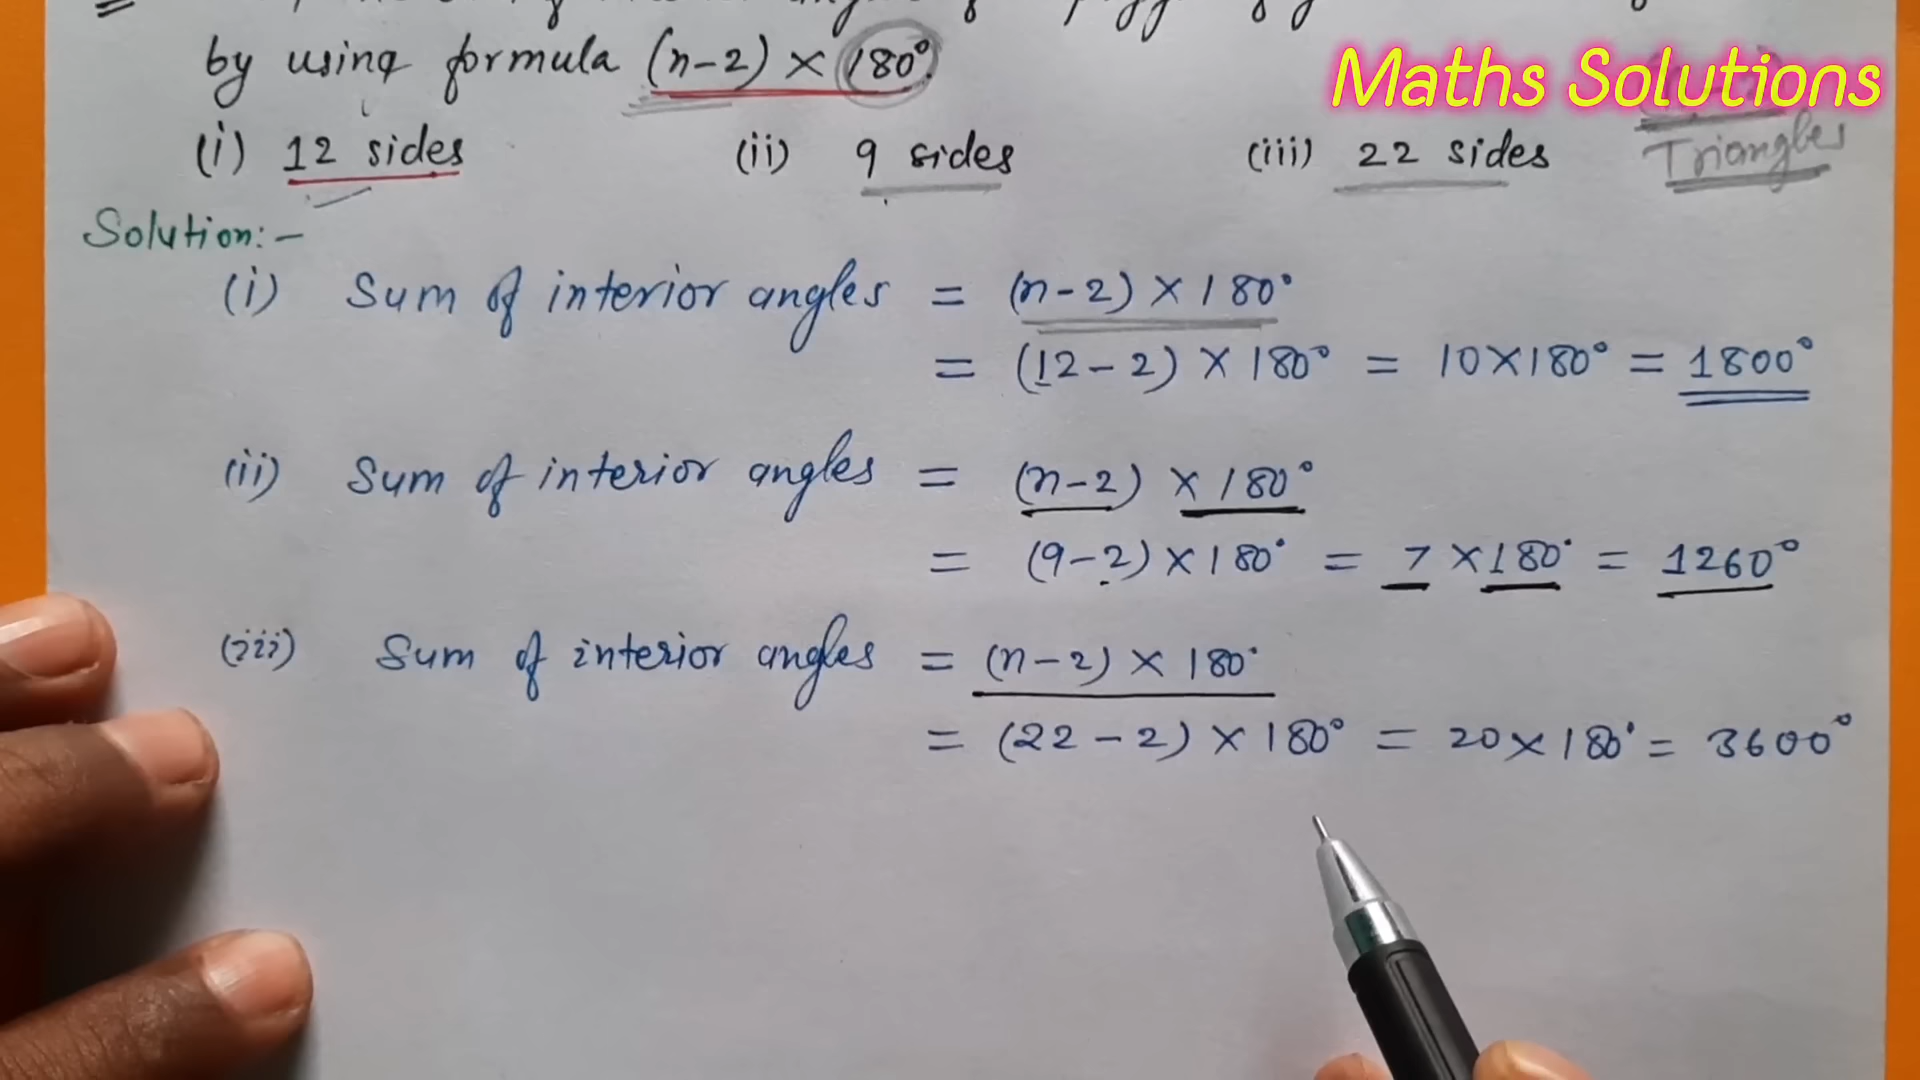 by using formula (n-2) × 180°.
Maths Solutions
(i) 12 sides (ii) 9 sides (iii) 22 sides
Triangles
Solution:-
(i) Sum of interior angles = (n-2) × 180°
= (12-2) × 180° = 10×180° = 1800°
(ii) Sum of interior angles = (n-2) × 180°
= (9-2) × 180° = 7 × 180° = 1260°
(iii) Sum of interior angles = (n-2) × 180°
= (22-2) × 180° = 20×180° = 3600°